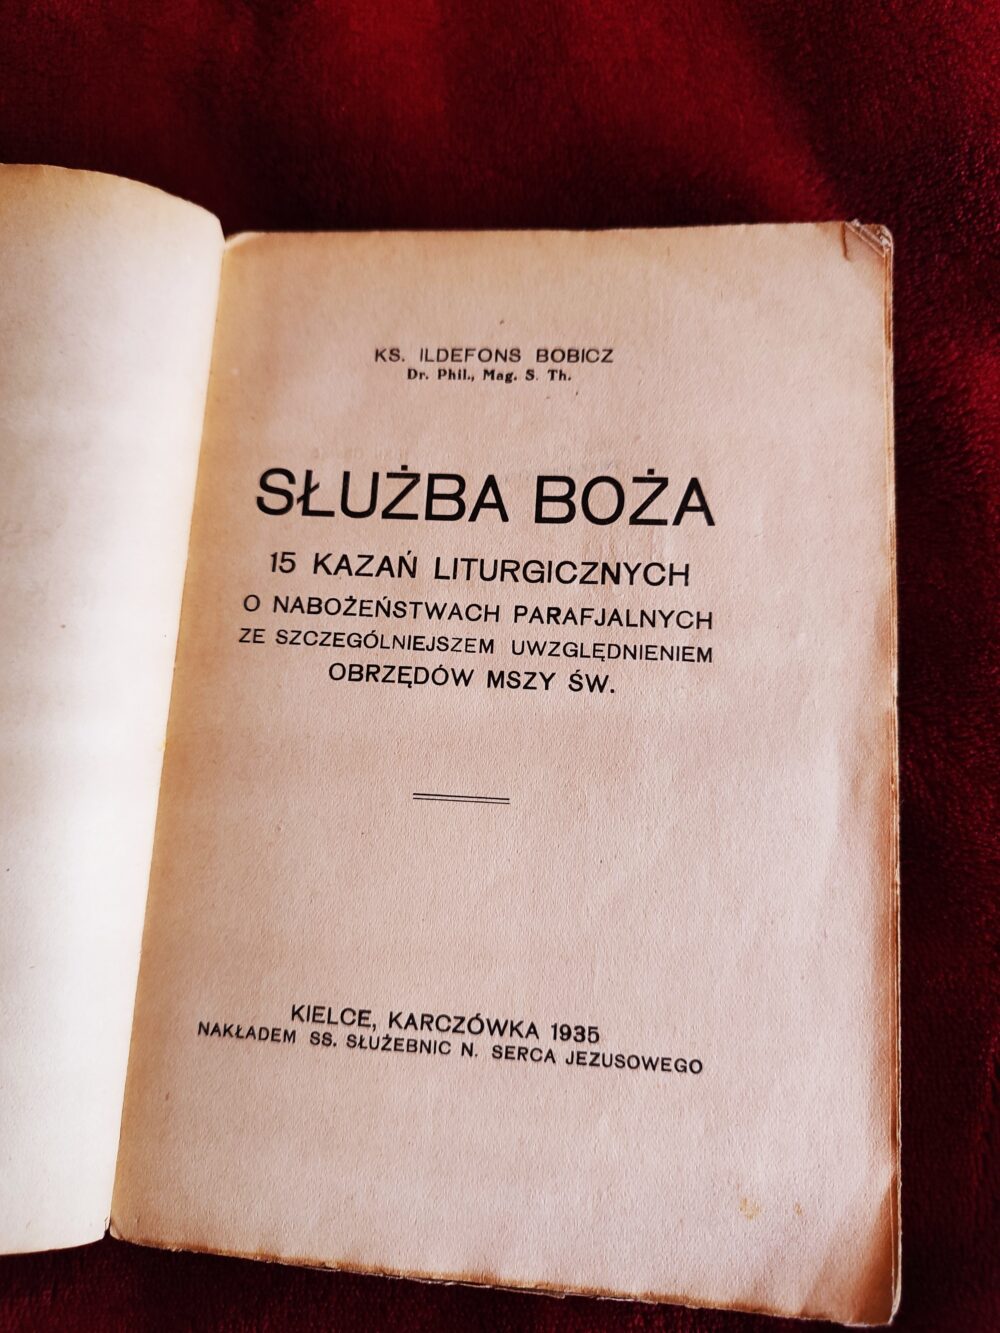 KS. ILDEFONS BOBICZ
Dr. Phil., Mag. S. Th.
SŁUŻBA BOŻA
15 KAZAŃ LITURGICZNYCH
O NABOŻEŃSTWACH PARAFJALNYCH
ZE SZCZEGÓLNIEJSZEM UWZGLĘDNIENIEM
OBRZĘDÓW MSZY ŚW.
KIELCE, KARCZÓWKA 1935
NAKŁADEM SS. SŁUŻEBNIC N. SERCA JEZUSOWEGO